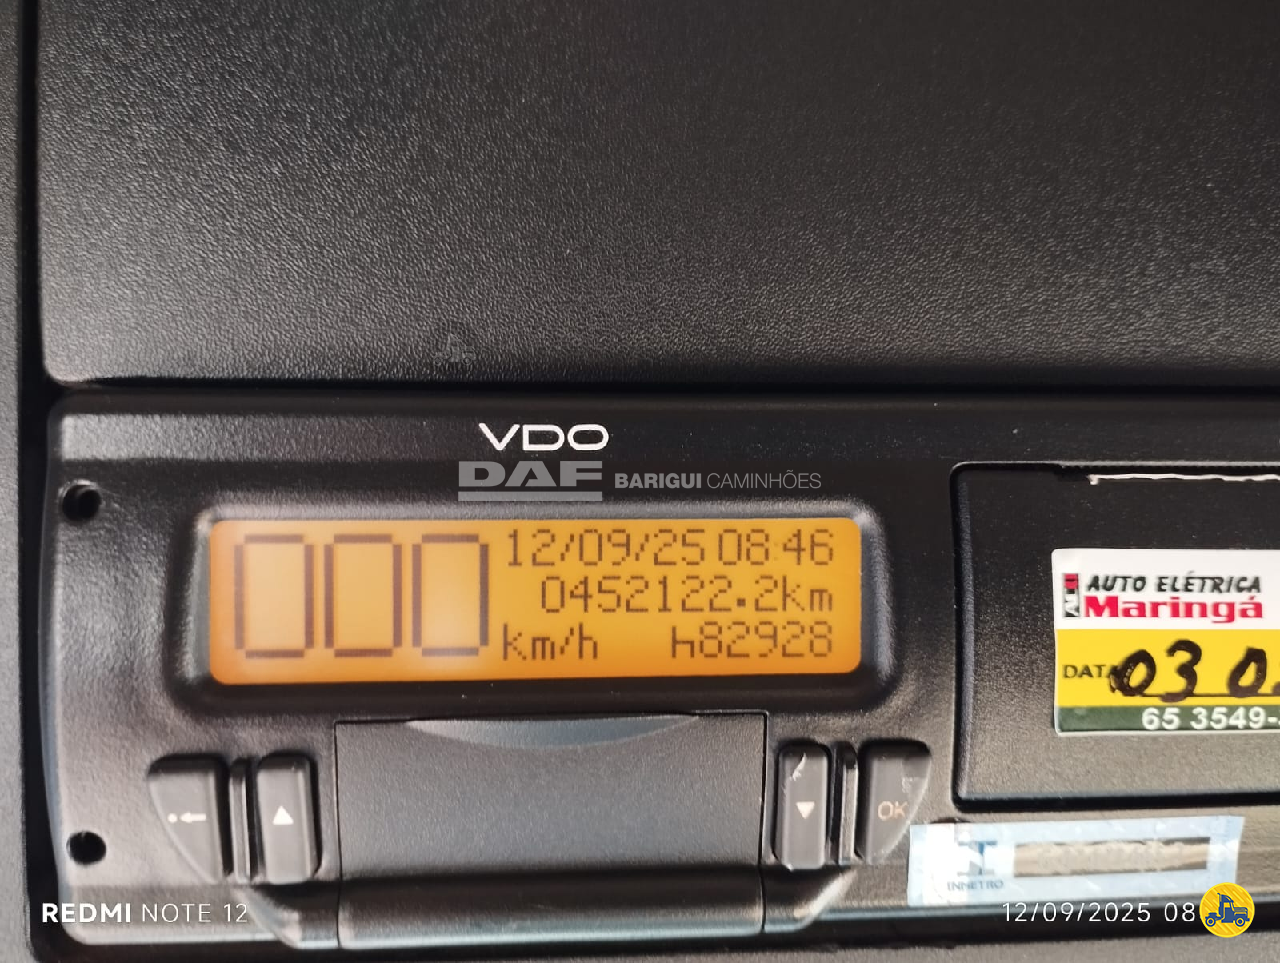 VDO
DAF BARIGUI CAMINHÕES
12/09/25 08:46
000
0452122.2km
km/h h82928
AUTO ELÉTRICA
Maringá
DATA 03 0
65 3549-
OK
INMETRO
REDMI NOTE 12
12/09/2025 08